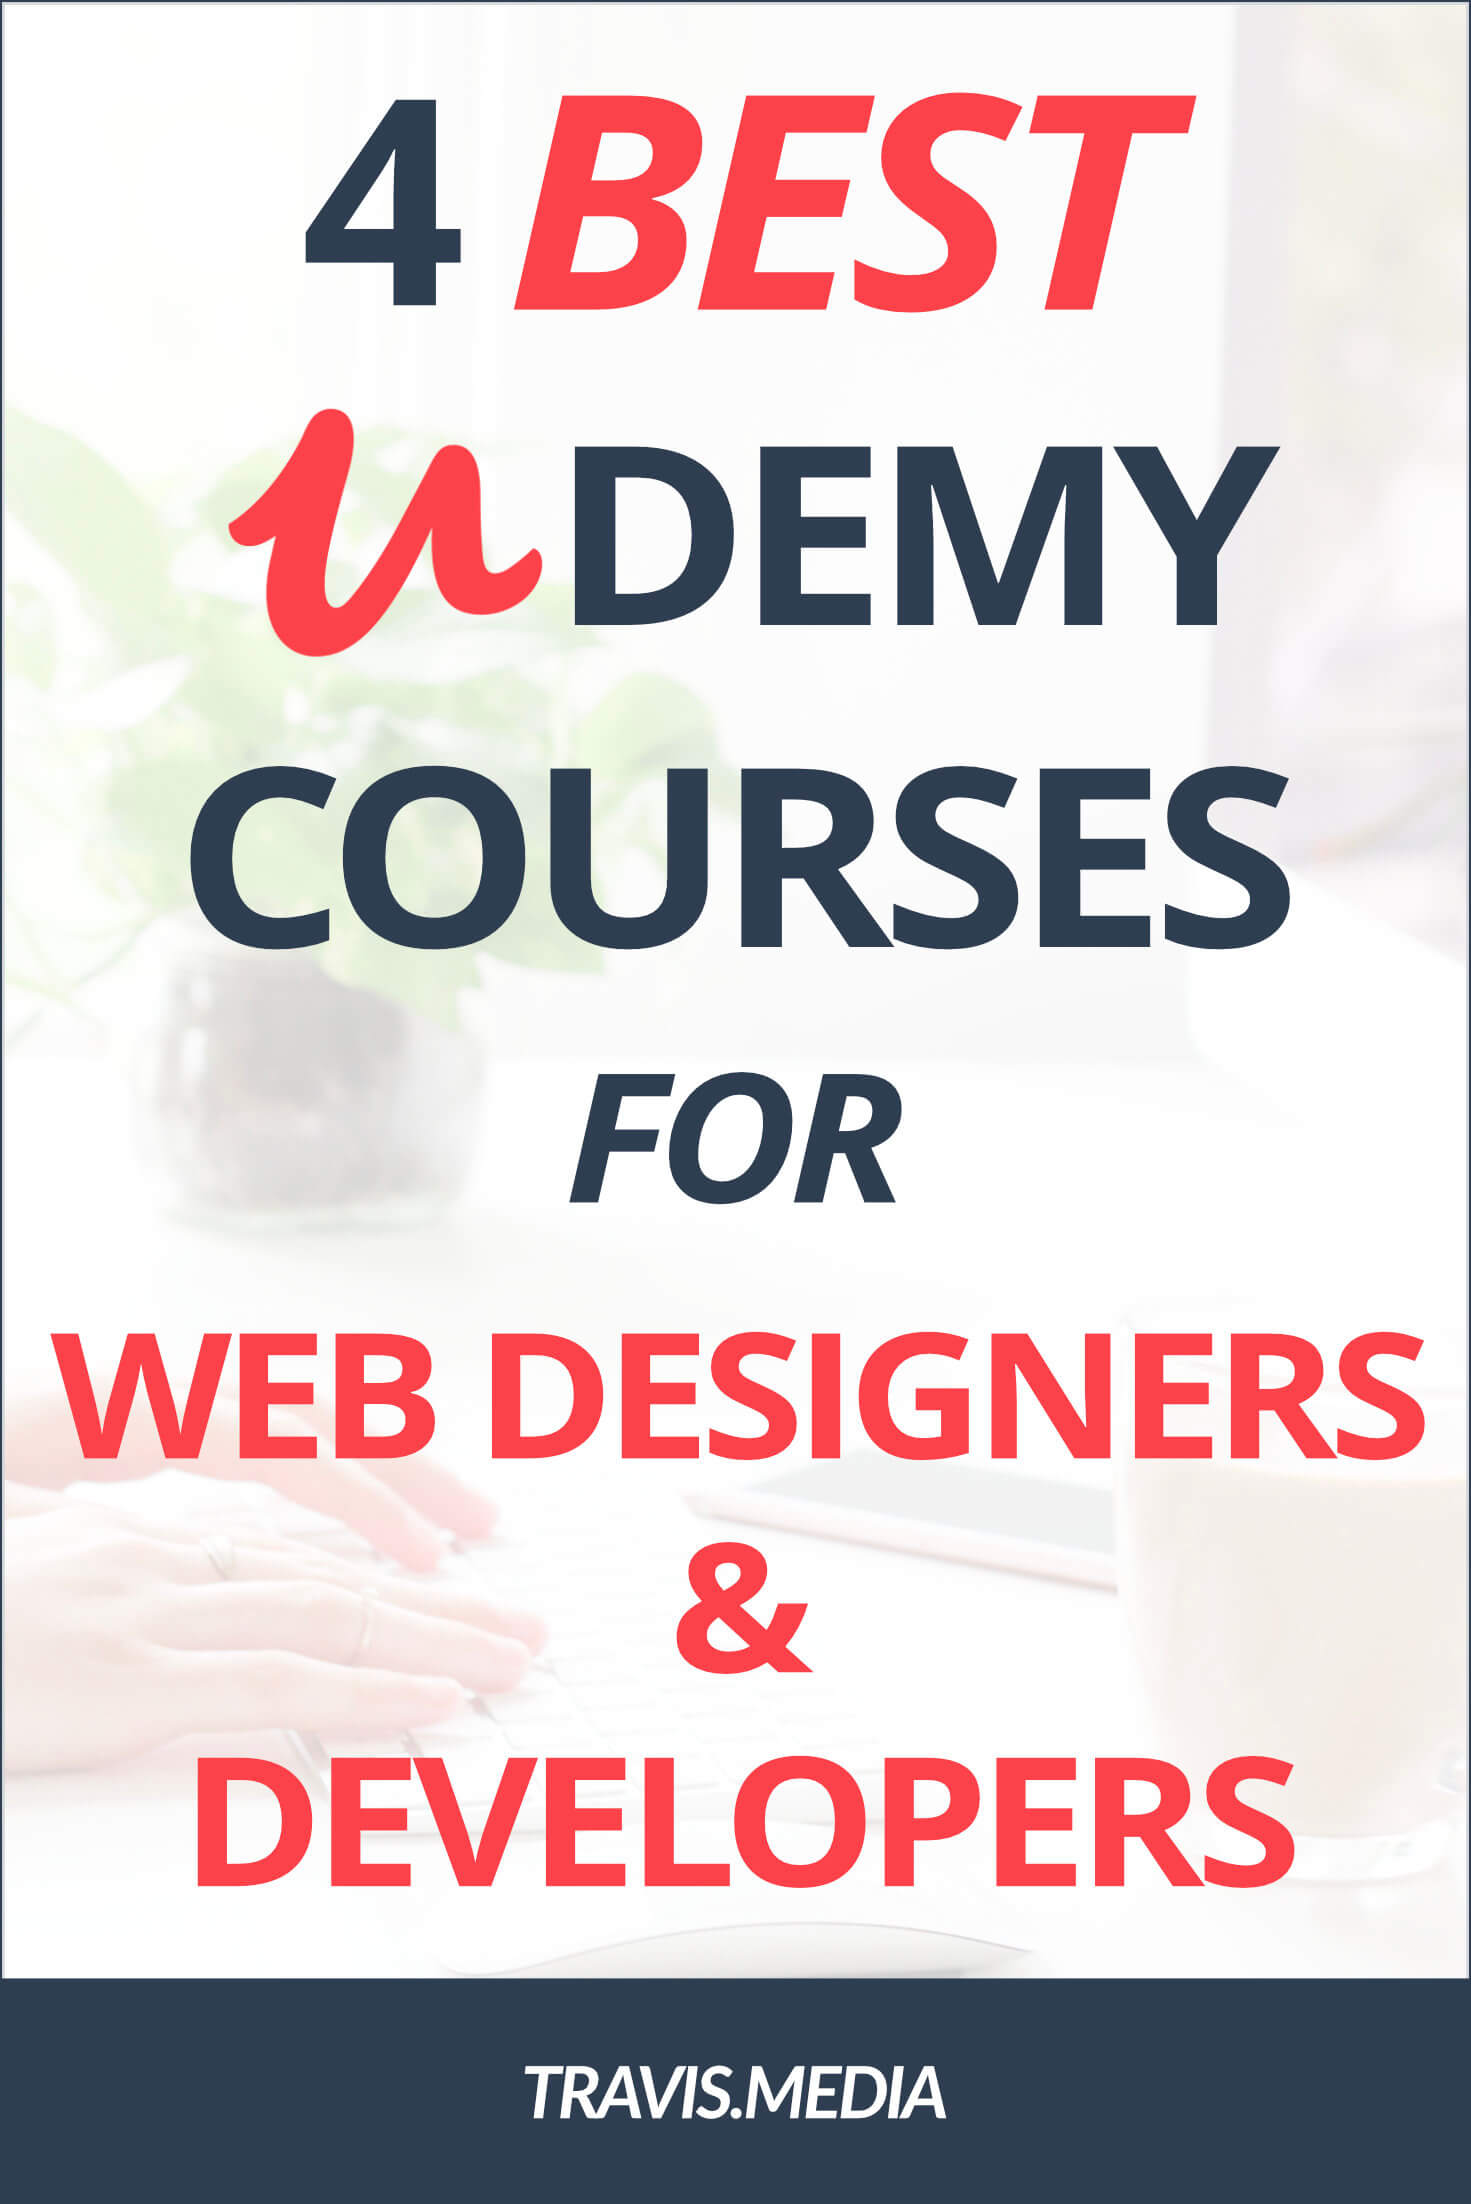 4 BEST
uDEMY
COURSES
FOR
WEB DESIGNERS
&
DEVELOPERS
TRAVIS.MEDIA